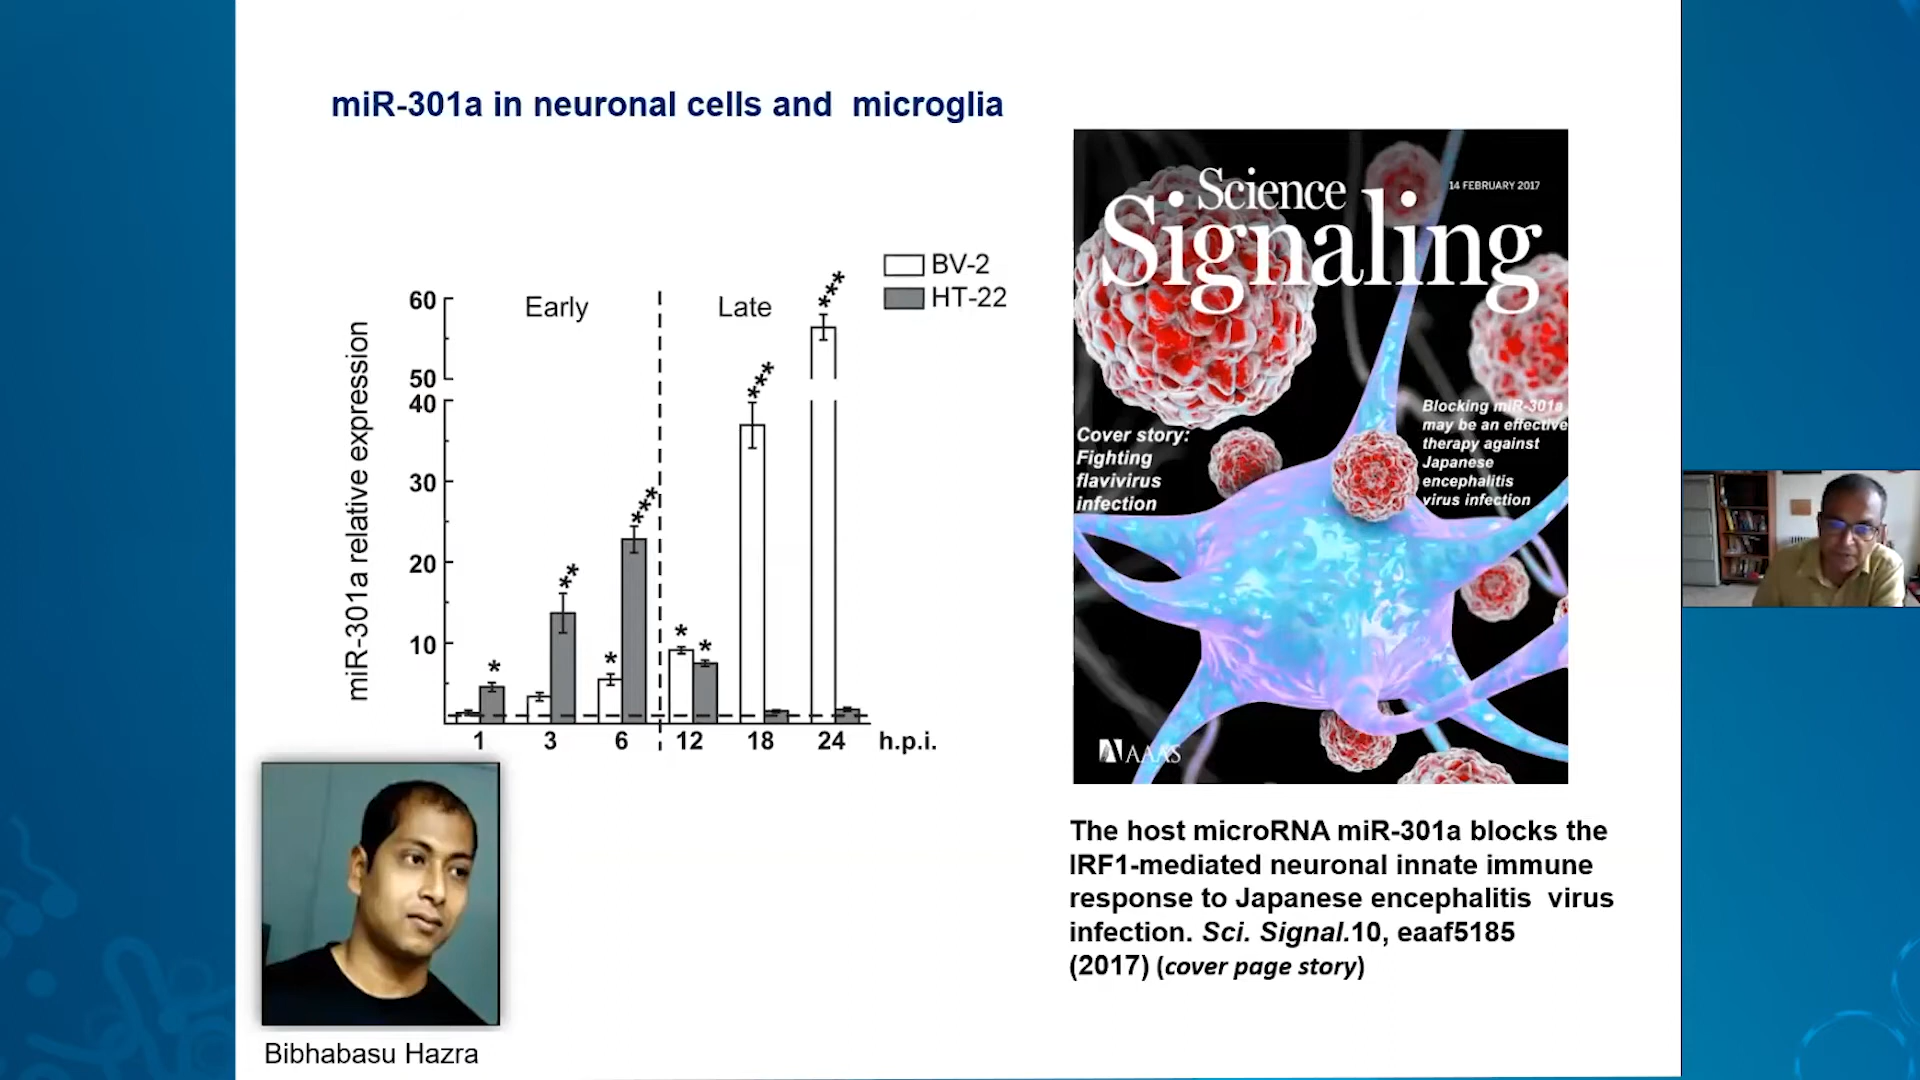 miR-301a in neuronal cells and microglia
BV-2
HT-22
Early
Late
miR-301a relative expression
60
50
40
30
20
10
*
**
*
***
*
*
***
***
1 3 6 12 18 24 h.p.i.
Bibhabasu Hazra
Science
Signaling
14 FEBRUARY 2017
Cover story:
Fighting
flavivirus
infection
Blocking miR-301a
may be an effective
therapy against
Japanese
encephalitis
virus infection
AAAS
The host microRNA miR-301a blocks the
IRF1-mediated neuronal innate immune
response to Japanese encephalitis virus
infection. Sci. Signal.10, eaaf5185
(2017) (cover page story)